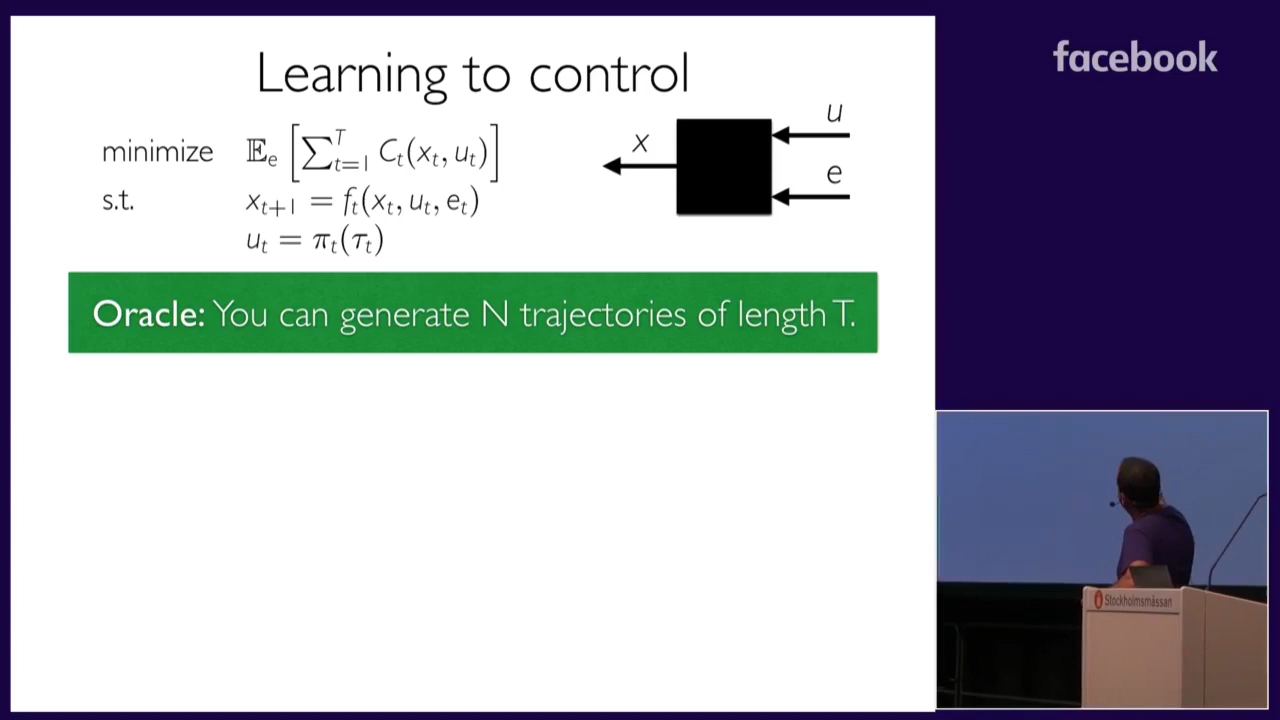 Learning to control
minimize 𝔼ₑ [∑ₜ₌₁ᵀ Cₜ(xₜ, uₜ)]
s.t. xₜ₊₁ = fₜ(xₜ, uₜ, eₜ)
uₜ = πₜ(τₜ)
x
u
e
Oracle: You can generate N trajectories of length T.
facebook
Stockholmsmässan